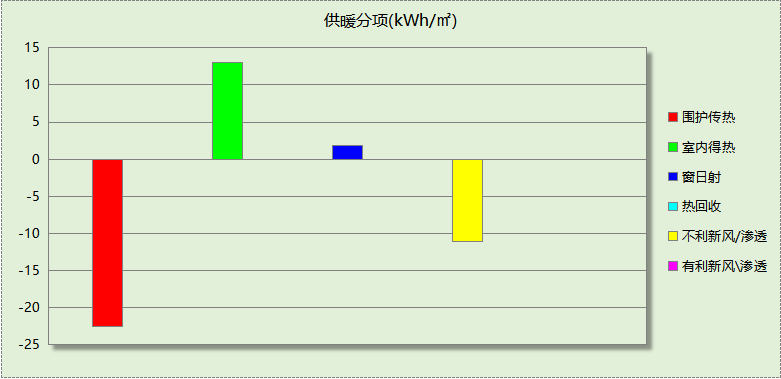 供暖分项(kWh/㎡)
15
10
5
0
-5
-10
-15
-20
-25
围护传热
室内得热
窗日射
热回收
不利新风/渗透
有利新风\渗透